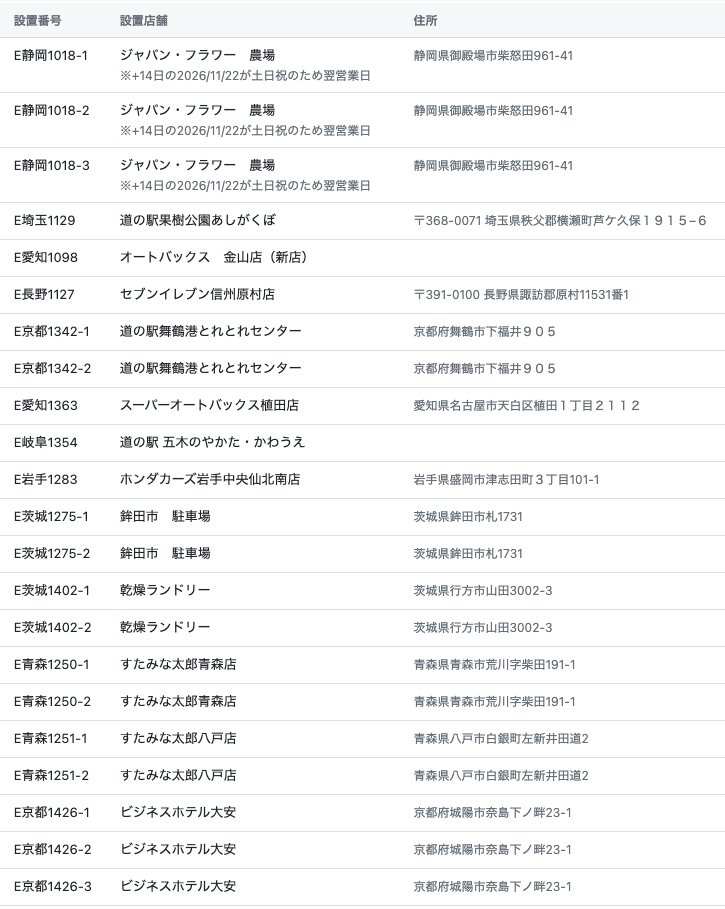 設置番号 設置店舗 住所
E静岡1018-1 ジャパン・フラワー　農場 静岡県御殿場市柴怒田961-41
※+14日の2026/11/22が土日祝のため翌営業日
E静岡1018-2 ジャパン・フラワー　農場 静岡県御殿場市柴怒田961-41
※+14日の2026/11/22が土日祝のため翌営業日
E静岡1018-3 ジャパン・フラワー　農場 静岡県御殿場市柴怒田961-41
※+14日の2026/11/22が土日祝のため翌営業日
E埼玉1129 道の駅果樹公園あしがくぼ 〒368-0071 埼玉県秩父郡横瀬町芦ケ久保１９１５−６
E愛知1098 オートバックス　金山店（新店）
E長野1127 セブンイレブン信州原村店 〒391-0100 長野県諏訪郡原村11531番1
E京都1342-1 道の駅舞鶴港とれとれセンター 京都府舞鶴市下福井９０５
E京都1342-2 道の駅舞鶴港とれとれセンター 京都府舞鶴市下福井９０５
E愛知1363 スーパーオートバックス植田店 愛知県名古屋市天白区植田１丁目２１１２
E岐阜1354 道の駅 五木のやかた・かわうえ
E岩手1283 ホンダカーズ岩手中央仙北南店 岩手県盛岡市津志田町３丁目101-1
E茨城1275-1 鉾田市　駐車場 茨城県鉾田市札1731
E茨城1275-2 鉾田市　駐車場 茨城県鉾田市札1731
E茨城1402-1 乾燥ランドリー 茨城県行方市山田3002-3
E茨城1402-2 乾燥ランドリー 茨城県行方市山田3002-3
E青森1250-1 すたみな太郎青森店 青森県青森市荒川字柴田191-1
E青森1250-2 すたみな太郎青森店 青森県青森市荒川字柴田191-1
E青森1251-1 すたみな太郎八戸店 青森県八戸市白銀町左新井田道2
E青森1251-2 すたみな太郎八戸店 青森県八戸市白銀町左新井田道2
E京都1426-1 ビジネスホテル大安 京都府城陽市奈島下ノ畔23-1
E京都1426-2 ビジネスホテル大安 京都府城陽市奈島下ノ畔23-1
E京都1426-3 ビジネスホテル大安 京都府城陽市奈島下ノ畔23-1